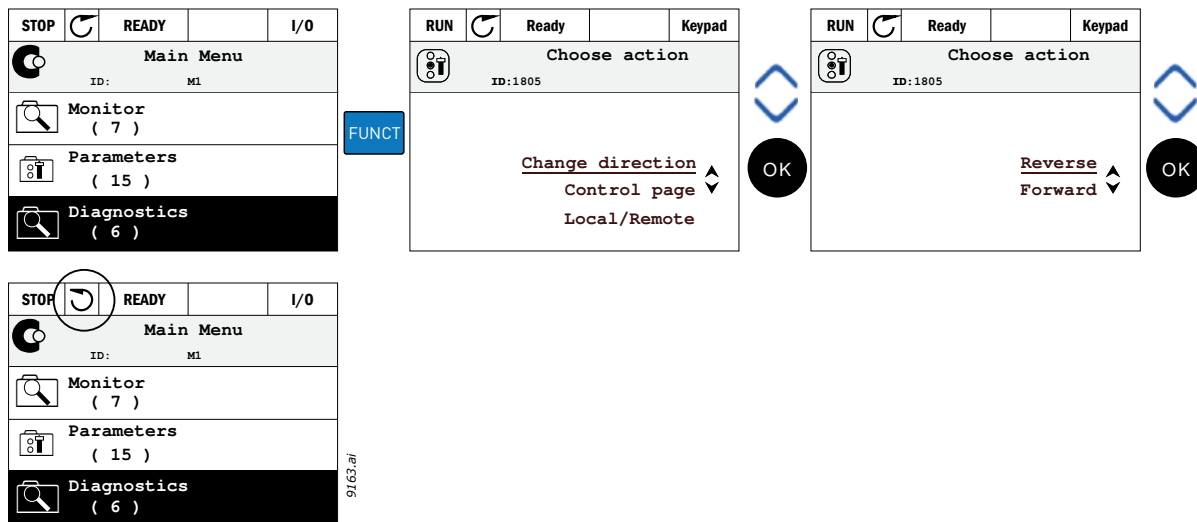 STOP READY I/0
Main Menu
ID: M1
Monitor
( 7 )
Parameters
( 15 )
Diagnostics
( 6 )
FUNCT
RUN Ready Keypad
Choose action
ID:1805
Change direction
Control page
Local/Remote
OK
RUN Ready Keypad
Choose action
ID:1805
Reverse
Forward
OK
STOP READY I/0
Main Menu
ID: M1
Monitor
( 7 )
Parameters
( 15 )
Diagnostics
( 6 )
9163.ai